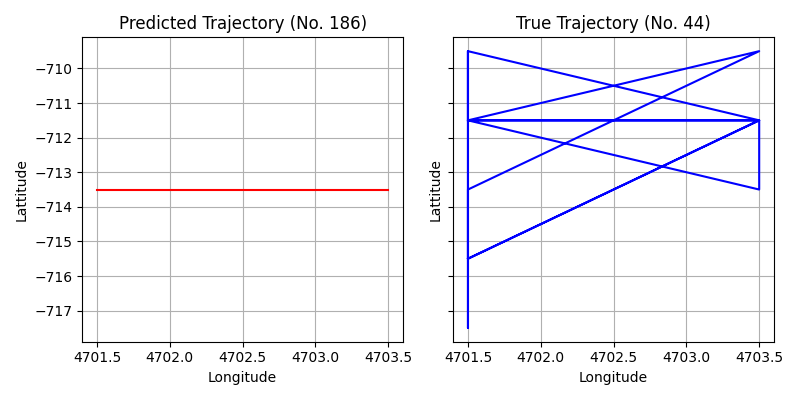 Predicted Trajectory (No. 186)
True Trajectory (No. 44)
Lattitude
−710
−711
−712
−713
−714
−715
−716
−717
4701.5 4702.0 4702.5 4703.0 4703.5
Longitude
Lattitude
4701.5 4702.0 4702.5 4703.0 4703.5
Longitude